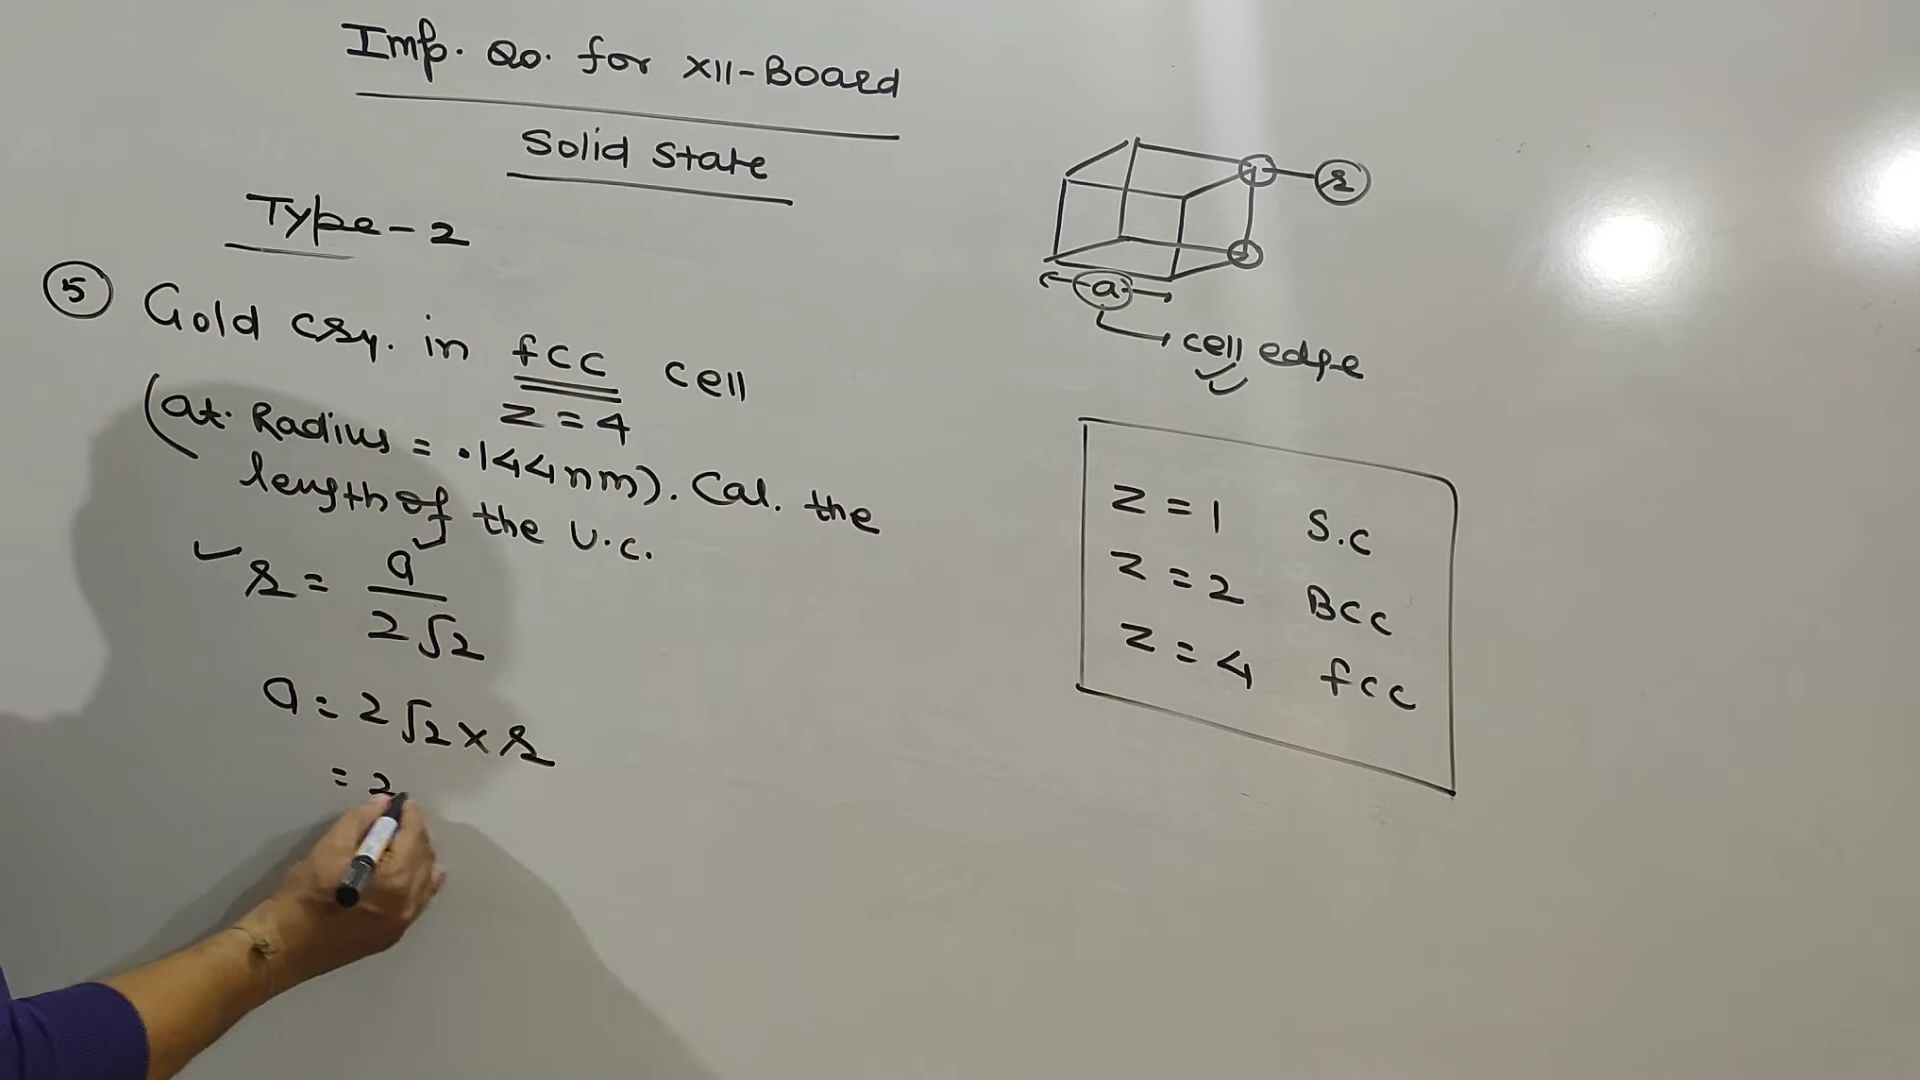 Imp. Qo. for XII-Board
Solid State
Type-2
5 Gold cry. in fcc cell
z=4
(at. Radius = .144nm). Cal. the
length of the U.C.
r = a
2√2
a = 2√2 × r
= 2
r
a
cell edge
Z = 1 S.C
Z = 2 BCC
Z = 4 fcc